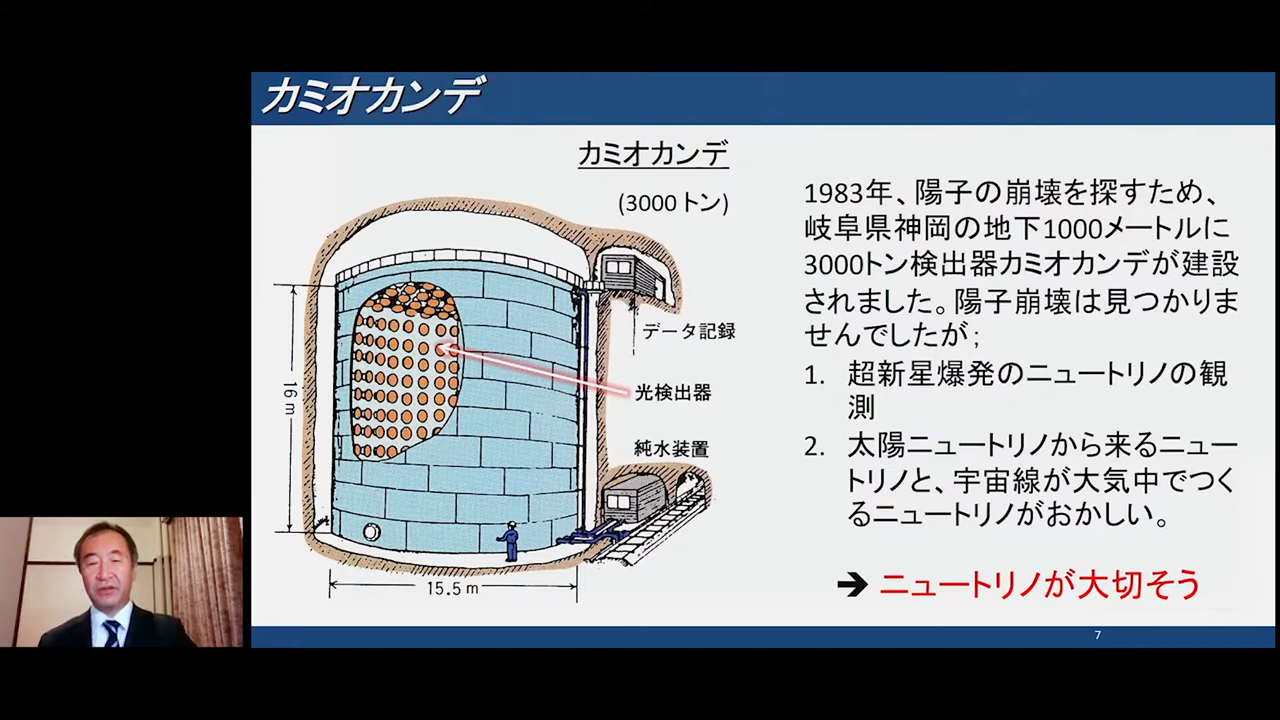 カミオカンデ
カミオカンデ
(3000トン)
データ記録
光検出器
純水装置
16m
15.5m
1983年、陽子の崩壊を探すため、
岐阜県神岡の地下1000メートルに
3000トン検出器カミオカンデが建設
されました。陽子崩壊は見つかりま
せんでしたが;
1. 超新星爆発のニュートリノの観
測
2. 太陽ニュートリノから来るニュー
トリノと、宇宙線が大気中でつく
るニュートリノがおかしい。
➔ ニュートリノが大切そう
7